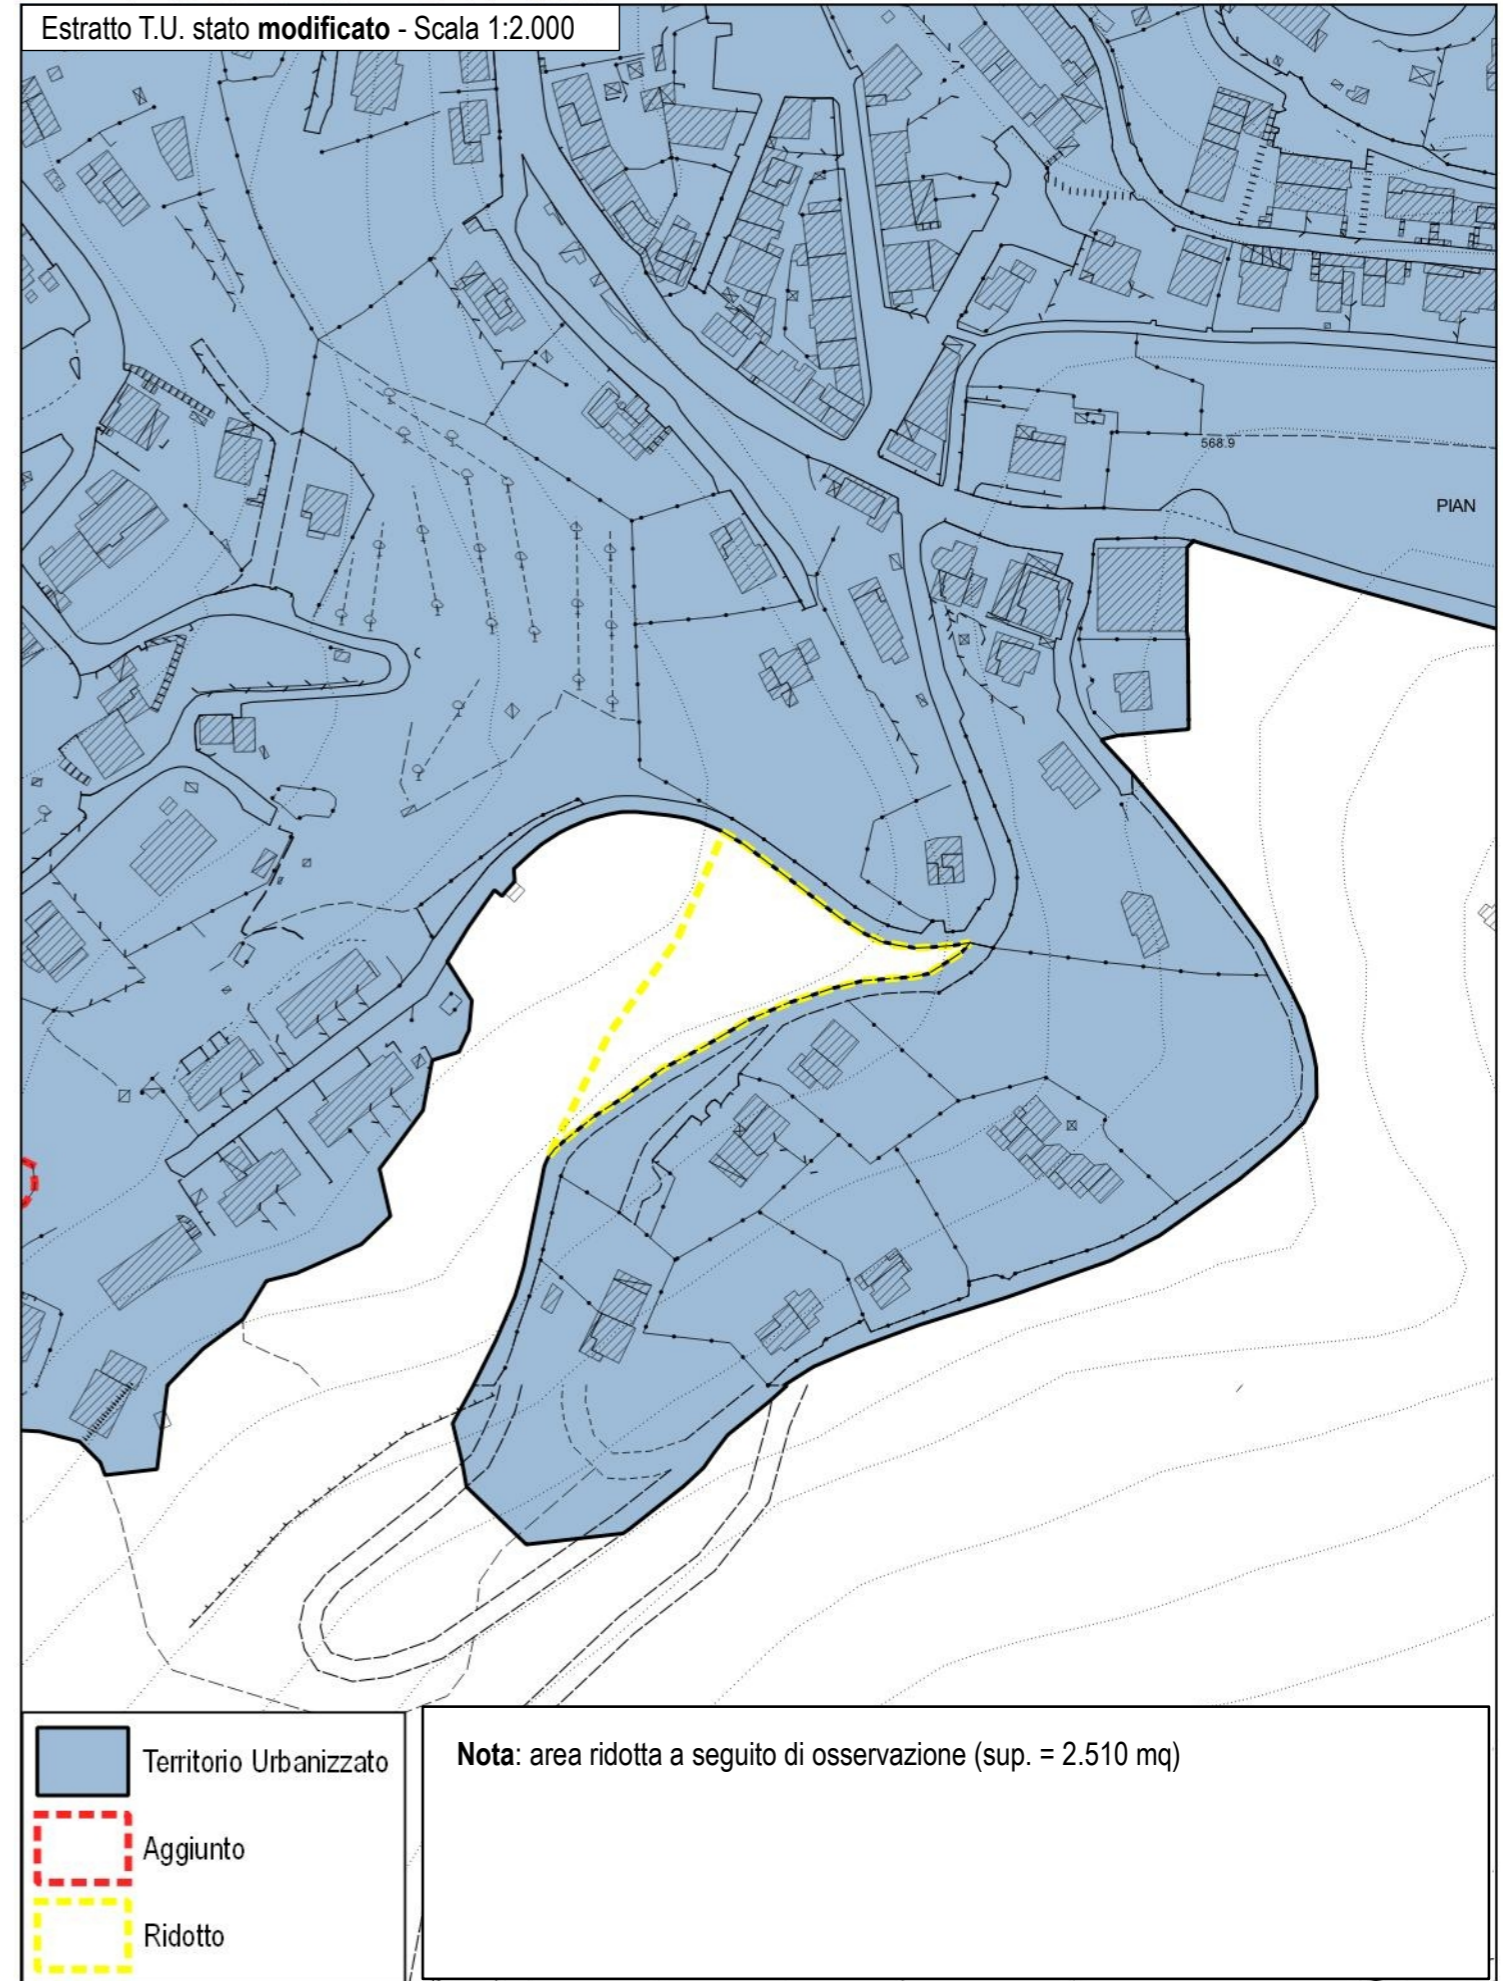 Estratto T.U. stato modificato - Scala 1:2.000
568.9
PIAN
Territorio Urbanizzato
Aggiunto
Ridotto
Nota: area ridotta a seguito di osservazione (sup. = 2.510 mq)